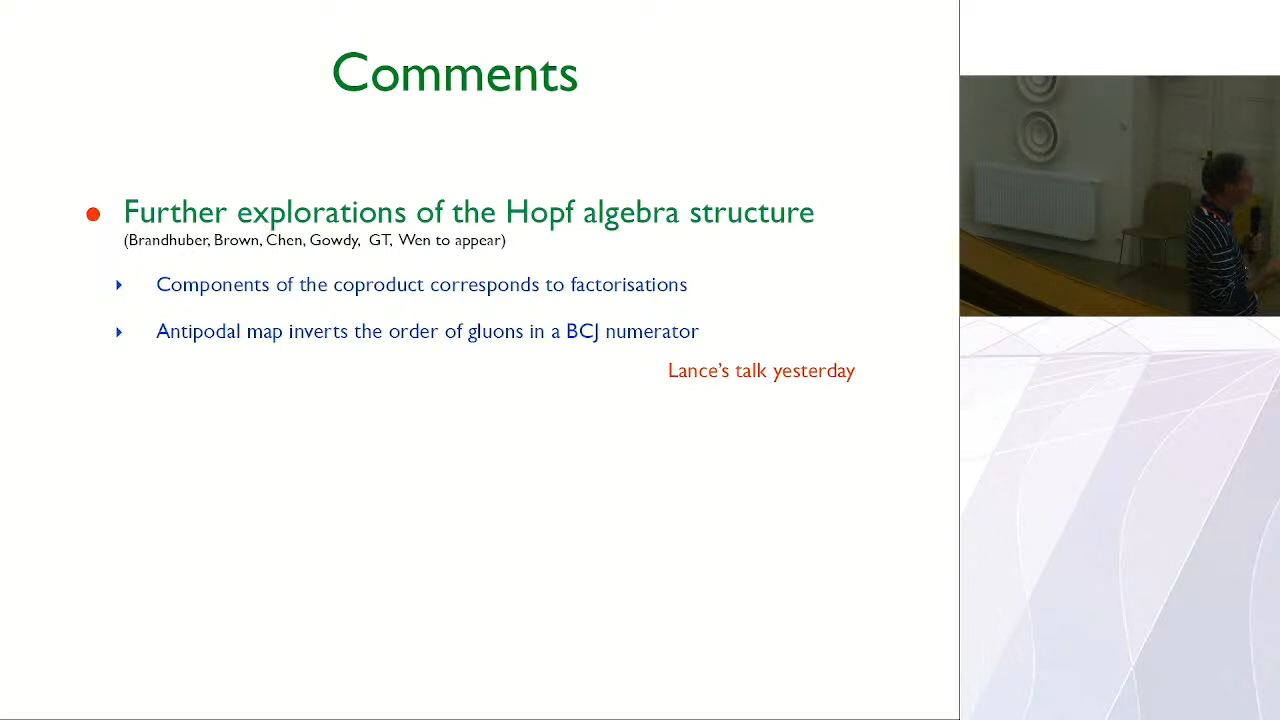 Comments
Further explorations of the Hopf algebra structure
(Brandhuber, Brown, Chen, Gowdy, GT, Wen to appear)
Components of the coproduct corresponds to factorisations
Antipodal map inverts the order of gluons in a BCJ numerator
Lance's talk yesterday